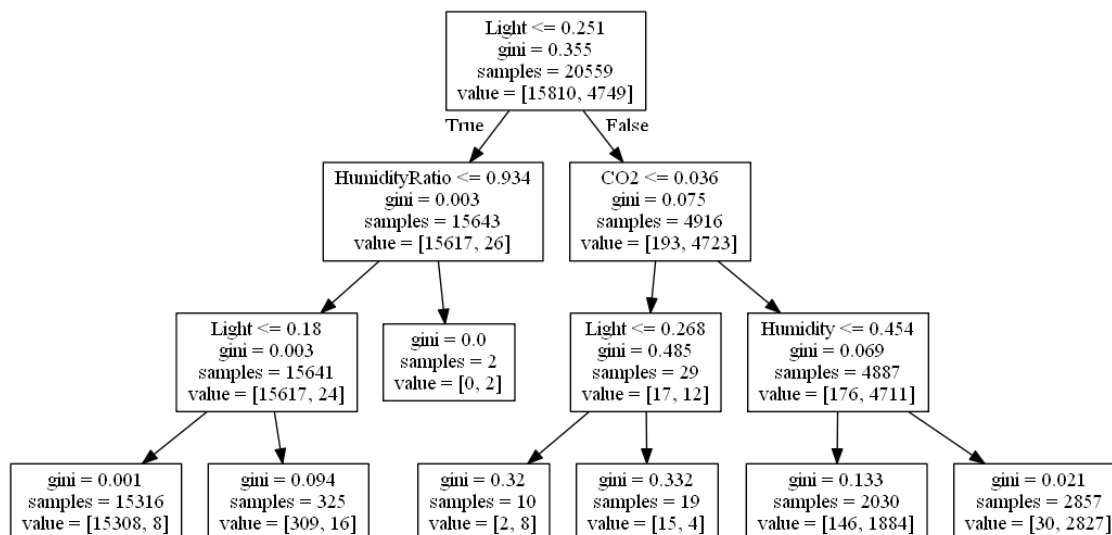 Light <= 0.251
gini = 0.355
samples = 20559
value = [15810, 4749]
True
False
HumidityRatio <= 0.934
gini = 0.003
samples = 15643
value = [15617, 26]
CO2 <= 0.036
gini = 0.075
samples = 4916
value = [193, 4723]
Light <= 0.18
gini = 0.003
samples = 15641
value = [15617, 24]
gini = 0.0
samples = 2
value = [0, 2]
Light <= 0.268
gini = 0.485
samples = 29
value = [17, 12]
Humidity <= 0.454
gini = 0.069
samples = 4887
value = [176, 4711]
gini = 0.001
samples = 15316
value = [15308, 8]
gini = 0.094
samples = 325
value = [309, 16]
gini = 0.32
samples = 10
value = [2, 8]
gini = 0.332
samples = 19
value = [15, 4]
gini = 0.133
samples = 2030
value = [146, 1884]
gini = 0.021
samples = 2857
value = [30, 2827]